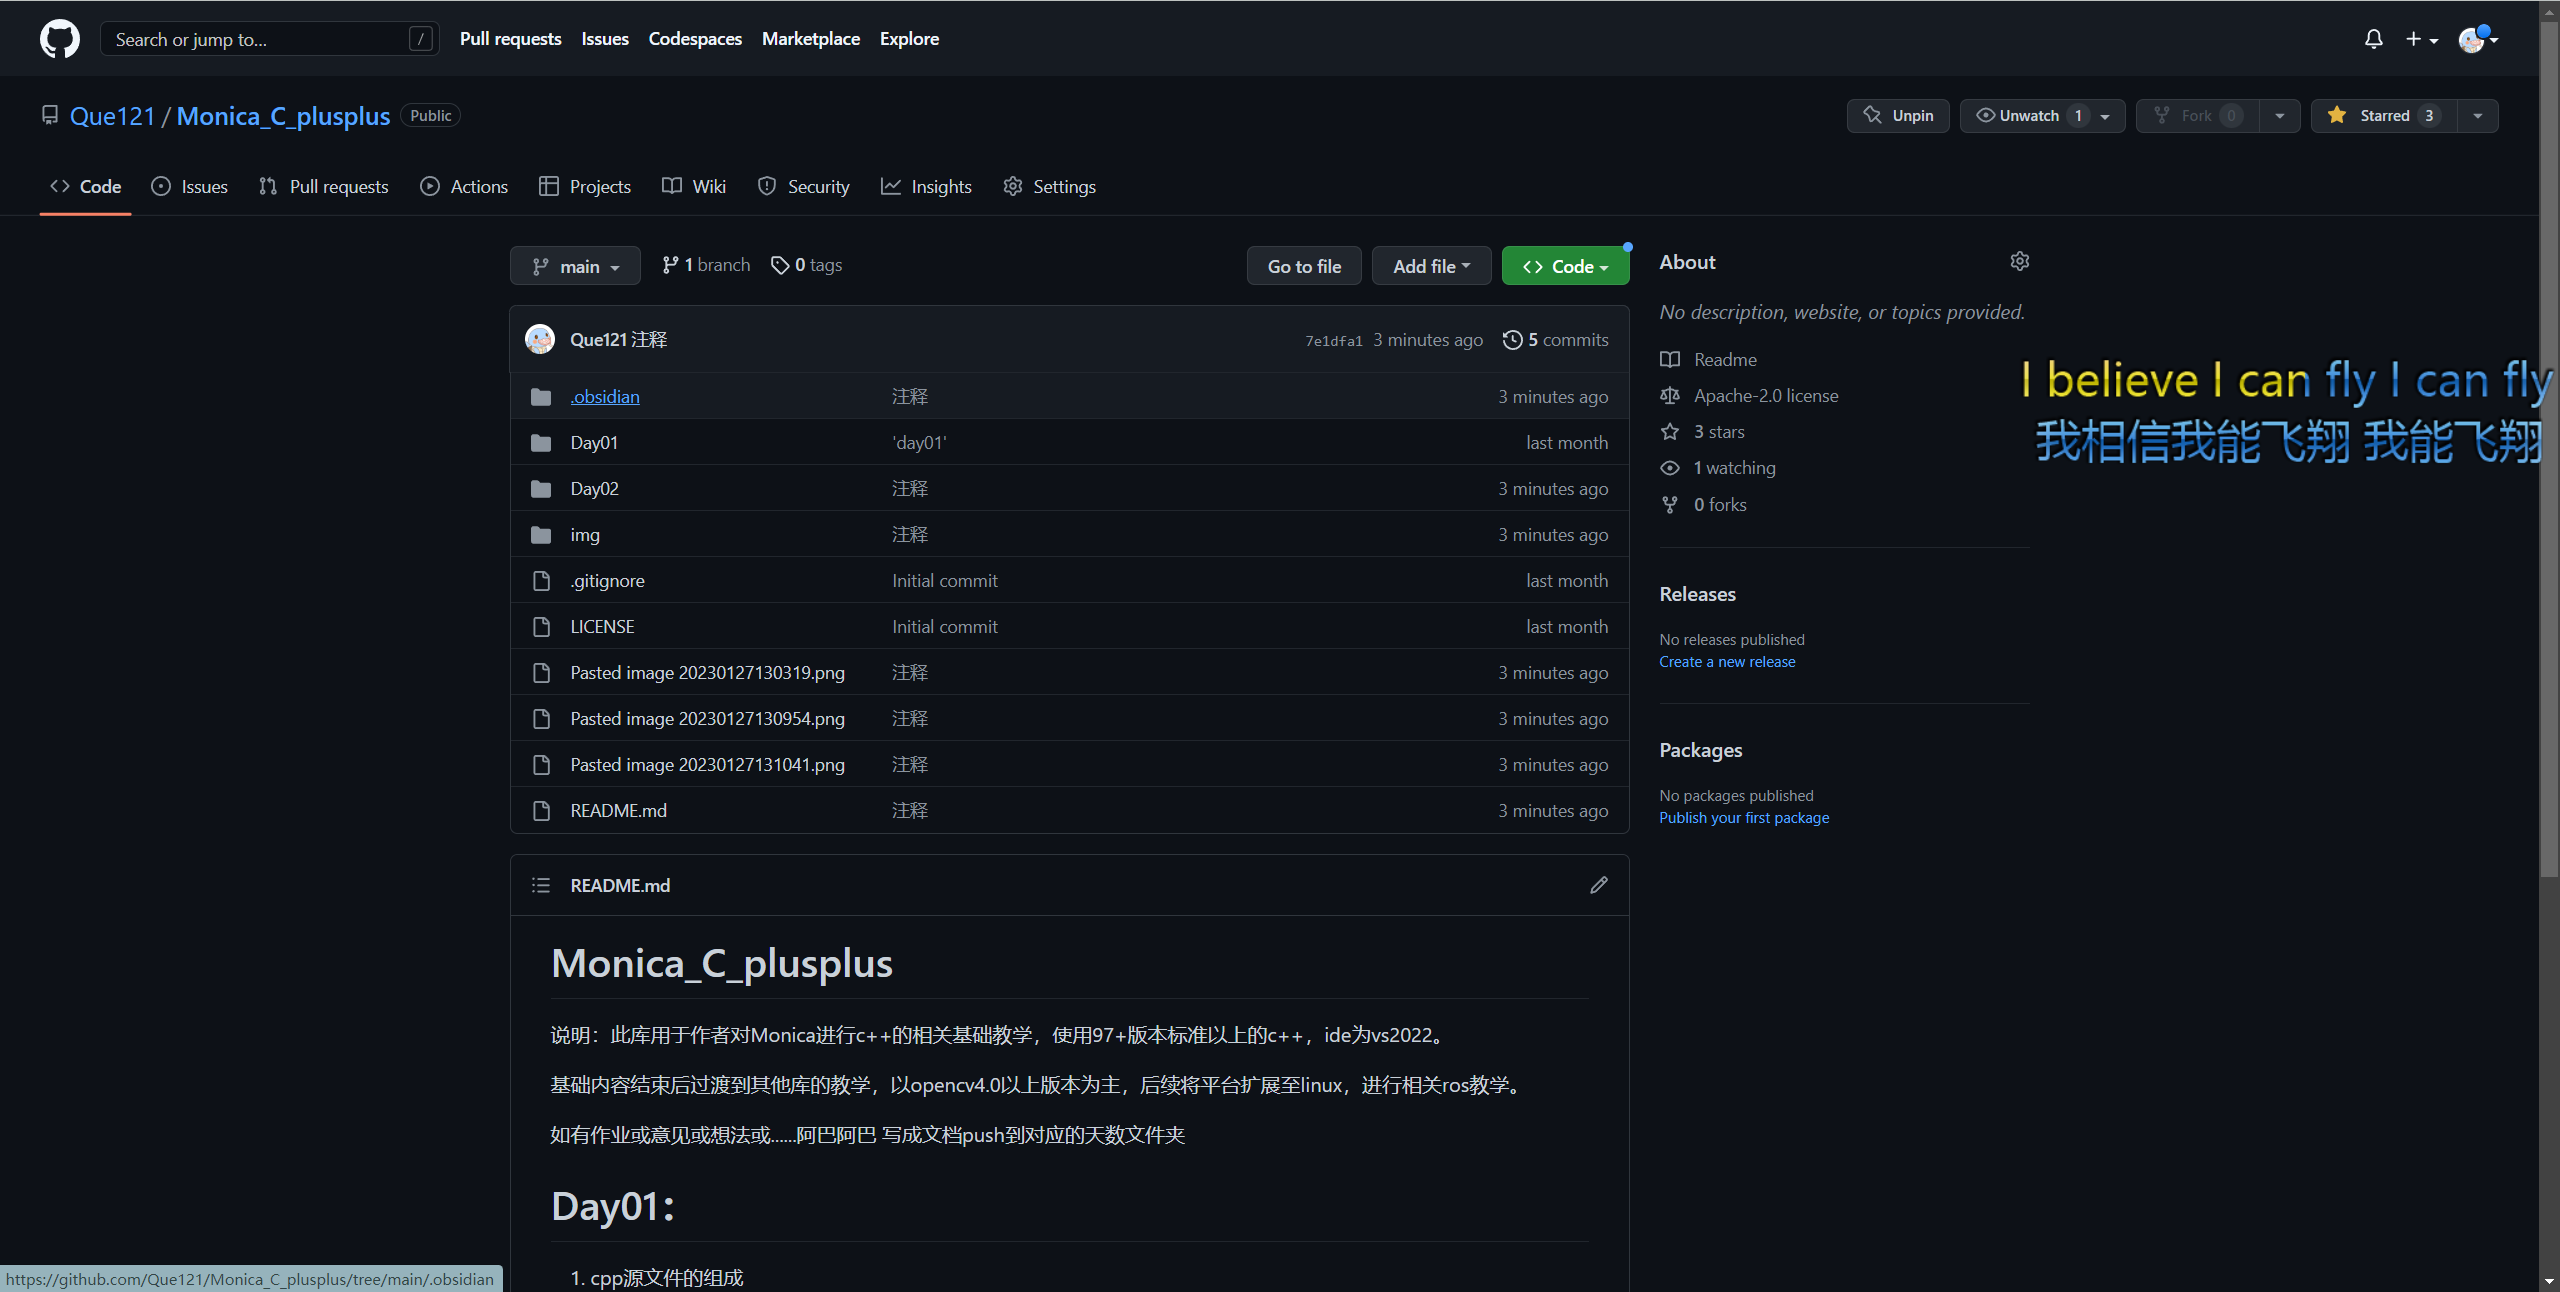 Search or jump to... /
Pull requests Issues Codespaces Marketplace Explore
Que121 / Monica_C_plusplus Public
Unpin Unwatch 1 Fork 0 Starred 3
Code Issues Pull requests Actions Projects Wiki Security Insights Settings
main 1 branch 0 tags Go to file Add file Code
Que121 注释 7e1dfa1 3 minutes ago 5 commits
.obsidian 注释 3 minutes ago
Day01 'day01' last month
Day02 注释 3 minutes ago
img 注释 3 minutes ago
.gitignore Initial commit last month
LICENSE Initial commit last month
Pasted image 20230127130319.png 注释 3 minutes ago
Pasted image 20230127130954.png 注释 3 minutes ago
Pasted image 20230127131041.png 注释 3 minutes ago
README.md 注释 3 minutes ago
README.md
Monica_C_plusplus
说明：此库用于作者对Monica进行c++的相关基础教学，使用97+版本标准以上的c++，ide为vs2022。
基础内容结束后过渡到其他库的教学，以opencv4.0以上版本为主，后续将平台扩展至linux，进行相关ros教学。
如有作业或意见或想法或......阿巴阿巴 写成文档push到对应的天数文件夹
Day01：
1. cpp源文件的组成
About
No description, website, or topics provided.
Readme
Apache-2.0 license
3 stars
1 watching
0 forks
Releases
No releases published
Create a new release
Packages
No packages published
Publish your first package
I believe I can fly I can fly
我相信我能飞翔 我能飞翔
https://github.com/Que121/Monica_C_plusplus/tree/main/.obsidian